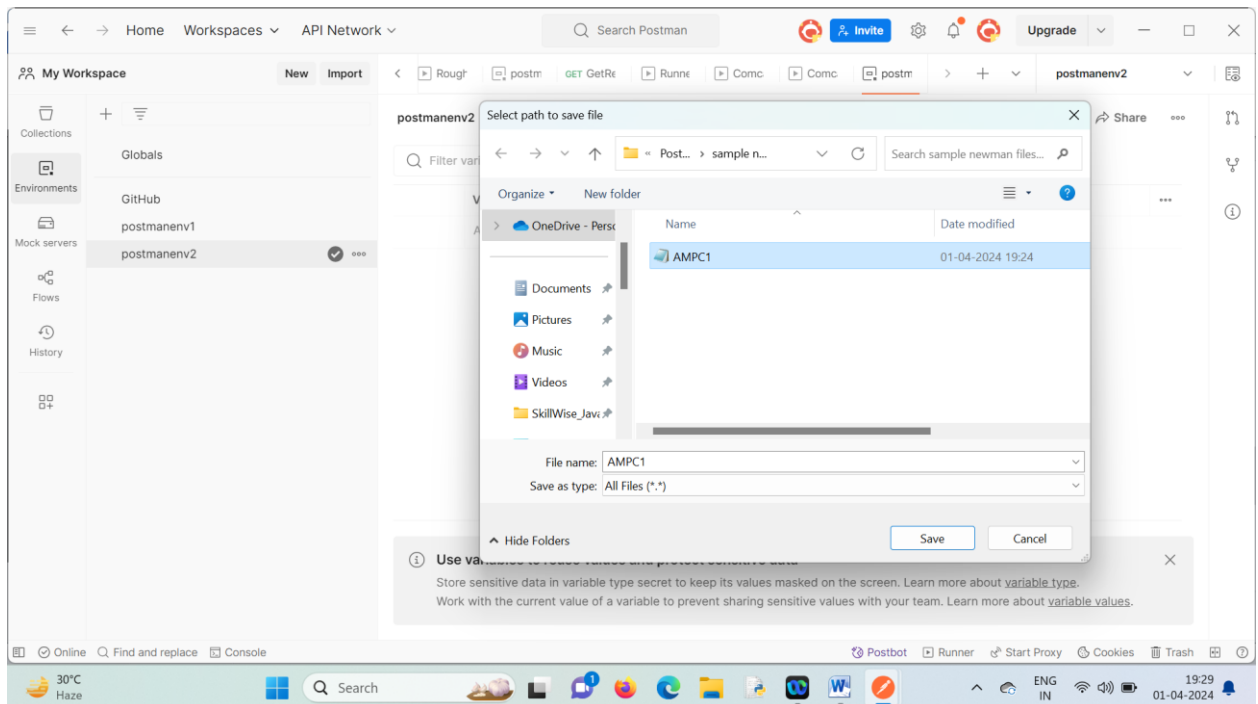 Home Workspaces API Network Search Postman Invite Upgrade
My Workspace New Import Rough postm GET GetRe Runne Comc Comc postm postmanenv2
Collections
Environments
Mock servers
Flows
History
Globals
GitHub
postmanenv1
postmanenv2
postmanenv2 Share
Filter vari
V
A
Select path to save file
« Post... › sample n... Search sample newman files...
Organize New folder
OneDrive - Perso
Documents
Pictures
Music
Videos
SkillWise_Java
Name Date modified
AMPC1 01-04-2024 19:24
File name: AMPC1
Save as type: All Files (*.*)
Hide Folders Save Cancel
Use variables to reuse values and protect sensitive data
Store sensitive data in variable type secret to keep its values masked on the screen. Learn more about variable type.
Work with the current value of a variable to prevent sharing sensitive values with your team. Learn more about variable values.
Online Find and replace Console Postbot Runner Start Proxy Cookies Trash
30°C
Haze
Search
1
ENG
IN
19:29
01-04-2024